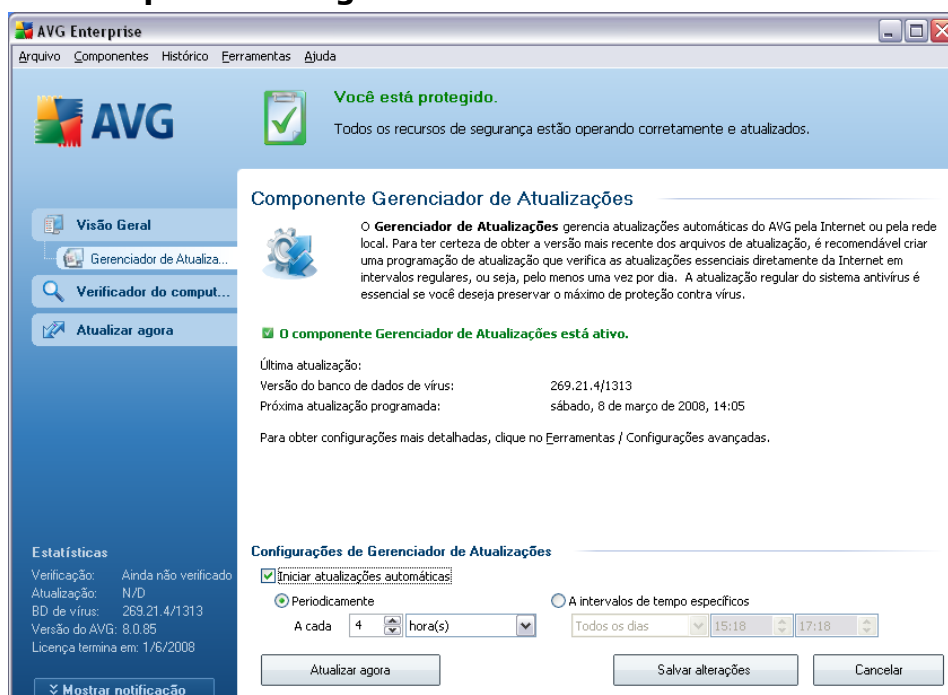 AVG Enterprise
Arquivo Componentes Histórico Ferramentas Ajuda
AVG
Você está protegido.
Todos os recursos de segurança estão operando corretamente e atualizados.
Visão Geral
Gerenciador de Atualiza...
Verificador do comput...
Atualizar agora
Componente Gerenciador de Atualizações
O Gerenciador de Atualizações gerencia atualizações automáticas do AVG pela Internet ou pela rede
local. Para ter certeza de obter a versão mais recente dos arquivos de atualização, é recomendável criar
uma programação de atualização que verifica as atualizações essenciais diretamente da Internet em
intervalos regulares, ou seja, pelo menos uma vez por dia. A atualização regular do sistema antivírus é
essencial se você deseja preservar o máximo de proteção contra vírus.
O componente Gerenciador de Atualizações está ativo.
Última atualização:
Versão do banco de dados de vírus: 269.21.4/1313
Próxima atualização programada: sábado, 8 de março de 2008, 14:05
Para obter configurações mais detalhadas, clique no Ferramentas / Configurações avançadas.
Estatísticas
Verificação: Ainda não verificado
Atualização: N/D
BD de vírus: 269.21.4/1313
Versão do AVG: 8.0.85
Licença termina em: 1/6/2008
Mostrar notificação
Configurações de Gerenciador de Atualizações
Iniciar atualizações automáticas
Periodicamente
A cada 4 hora(s)
A intervalos de tempo específicos
Todos os dias 15:18 17:18
Atualizar agora
Salvar alterações
Cancelar